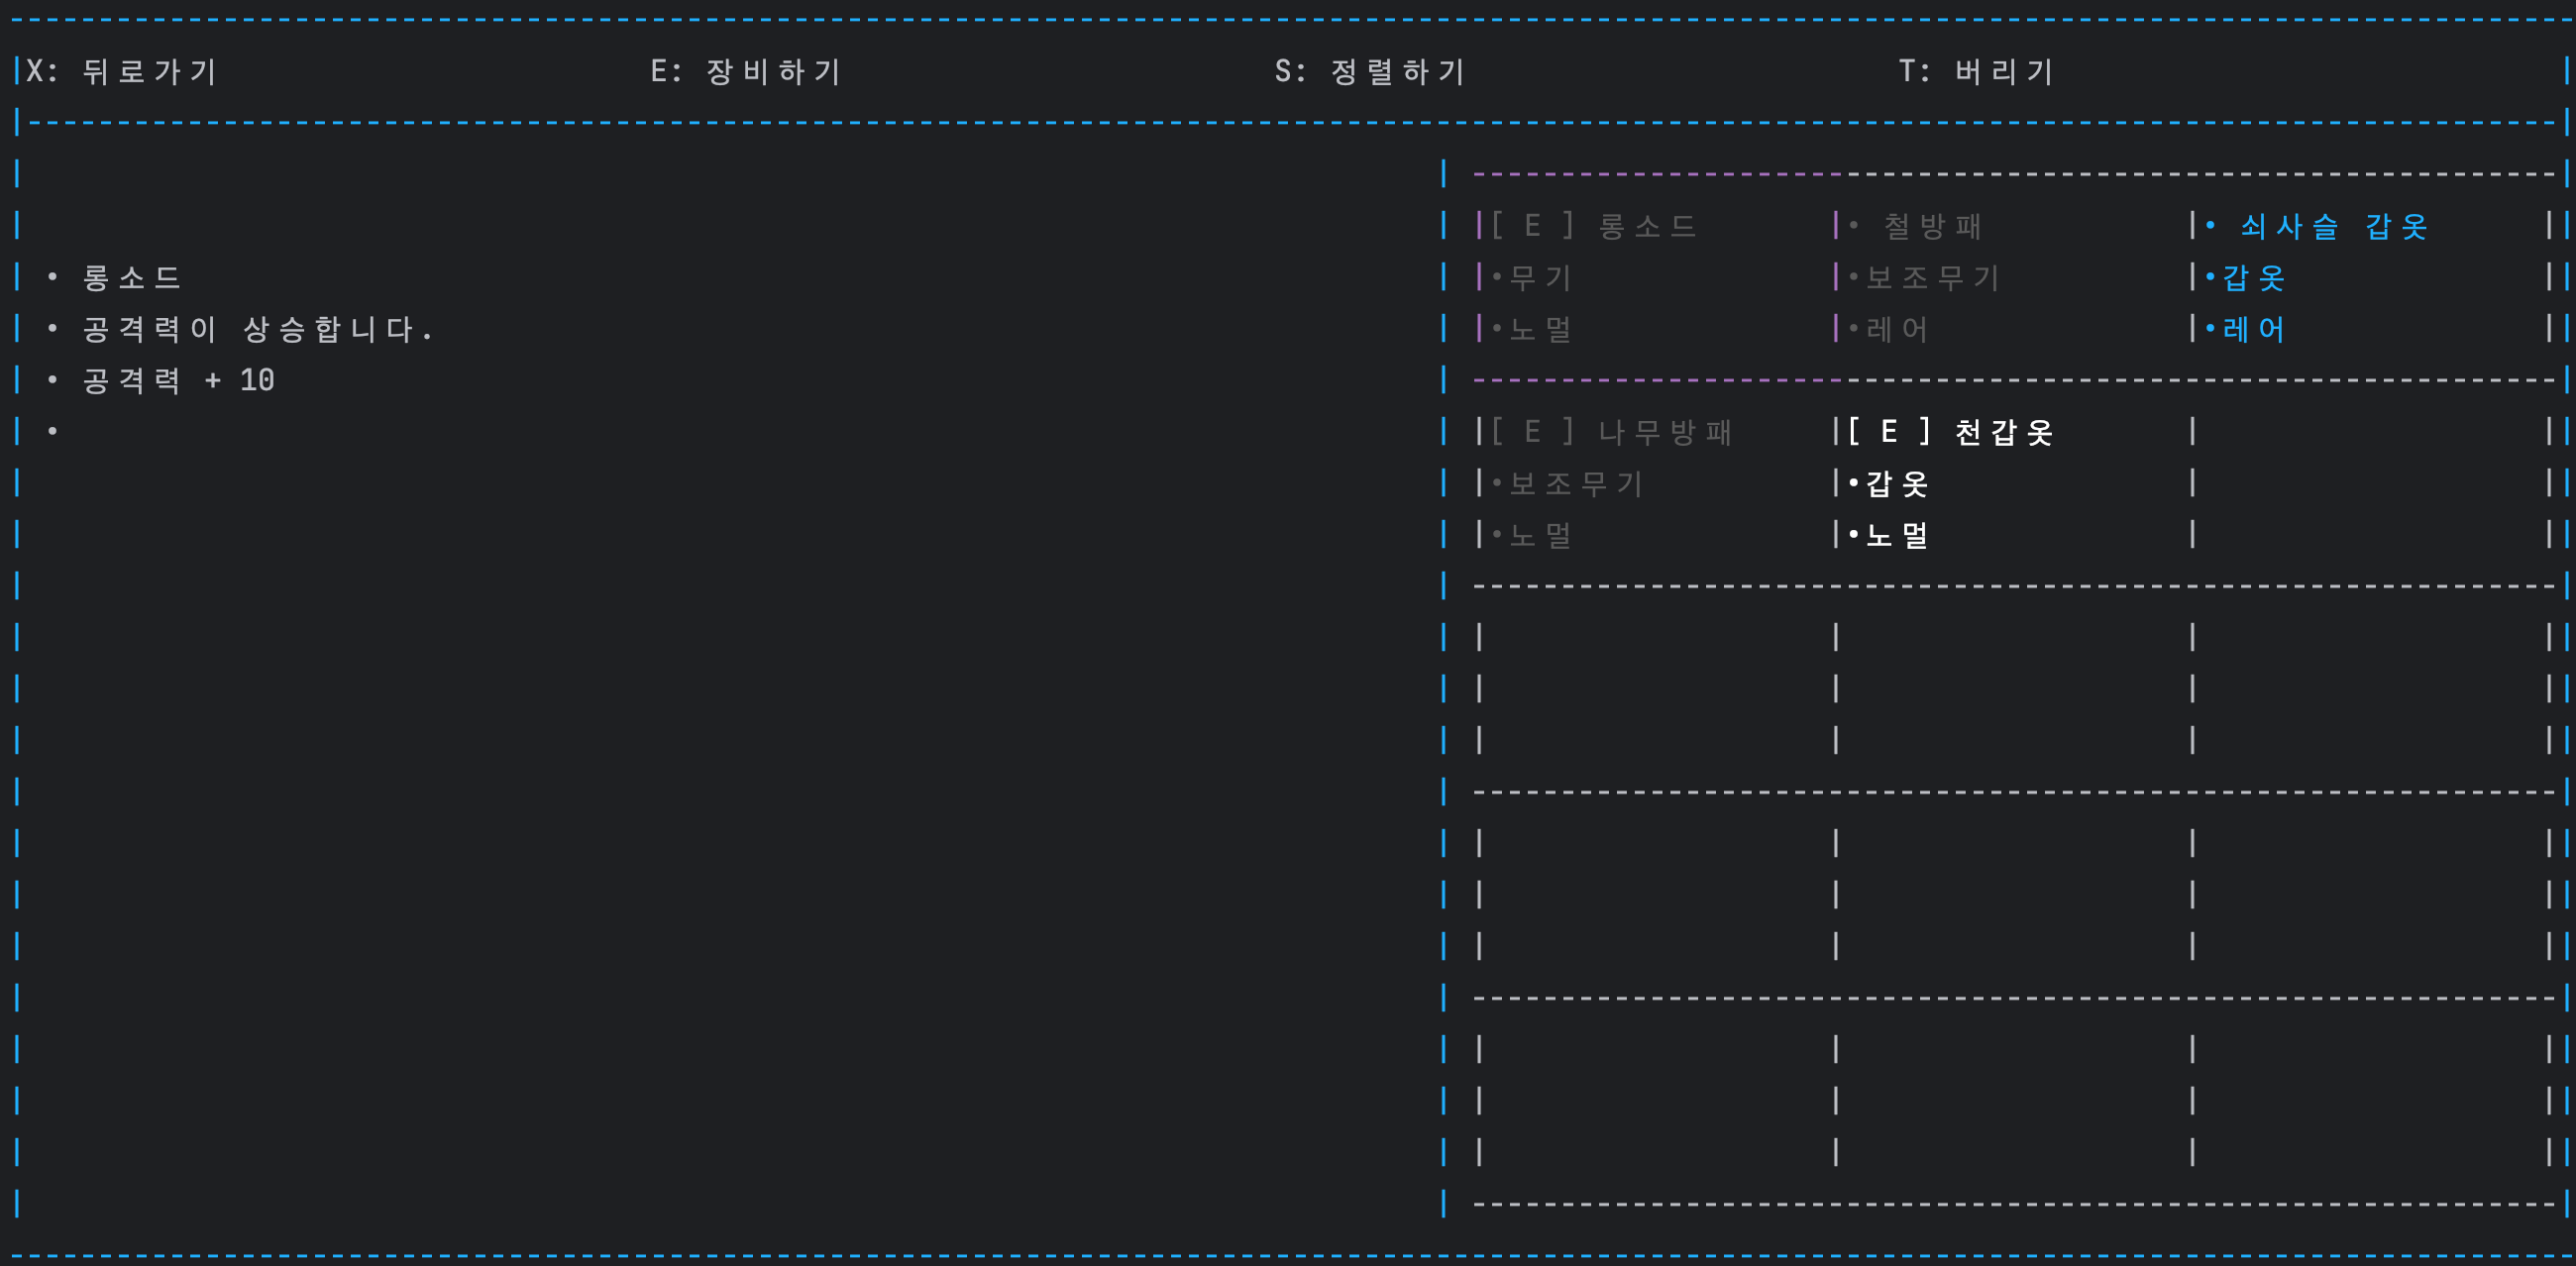 X: 뒤로가기 E: 장비하기 S: 정렬하기 T: 버리기
• 롱소드
• 공격력이 상승합니다.
• 공격력 + 10
•
[ E ] 롱소드
•무기
•노멀
• 철방패
•보조무기
•레어
• 쇠사슬 갑옷
•갑옷
•레어
[ E ] 나무방패
•보조무기
•노멀
[ E ] 천갑옷
•갑옷
•노멀